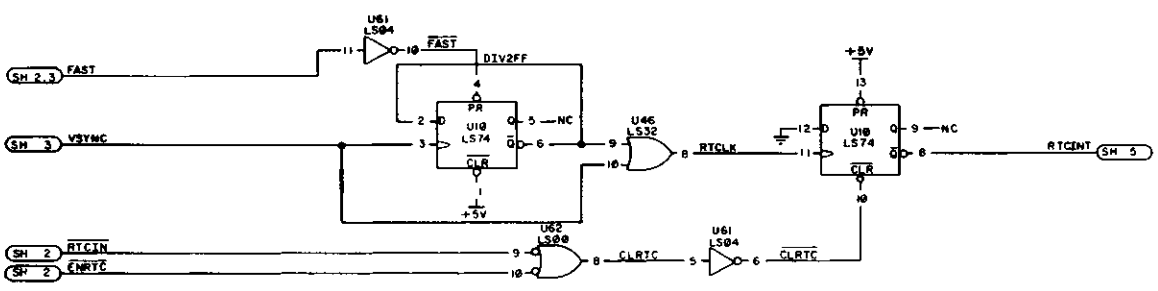 U61
LS04
11
10
FAST
SH 2,3
FAST
DIV2FF
+5V
13
4
PR
2
D
U10
LS74
Q
5
NC
3
Q
6
CLR
1
+5V
SH 3
VSYNC
U46
LS32
9
10
8
RTCLK
PR
12
D
U10
LS74
Q
9
NC
11
Q
8
CLR
10
RTCINT
SH 5
SH 2
RTCIN
SH 2
ENRTC
U62
LS00
9
10
8
CLRTC
U61
LS04
5
6
CLRTC